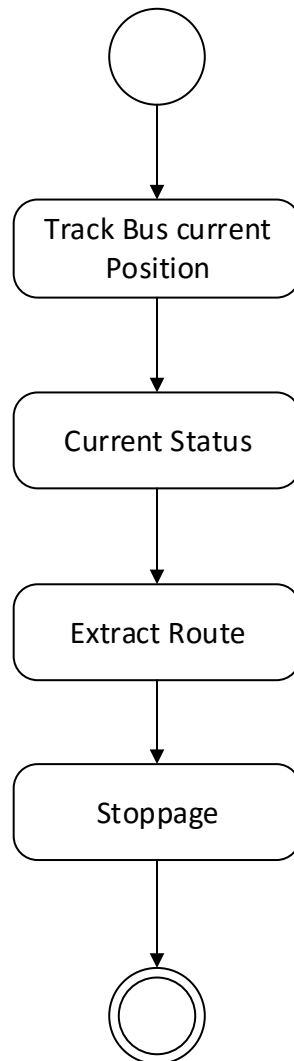 Track Bus current
Position
Current Status
Extract Route
Stoppage